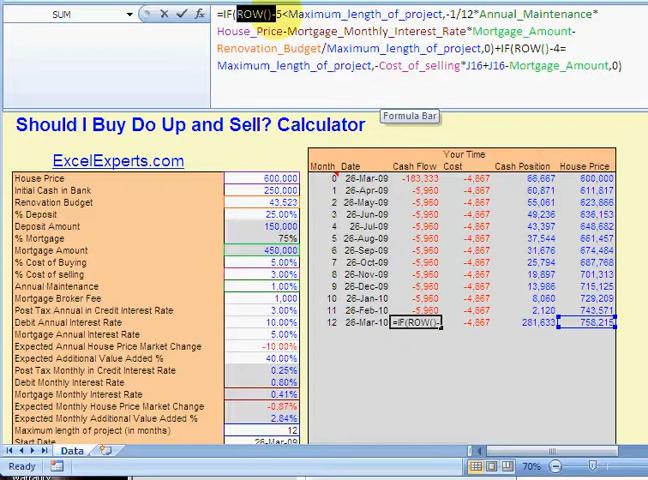 SUM
=IF(ROW()-5<Maximum_length_of_project,-1/12*Annual_Maintenance*
House_Price-Mortgage_Monthly_Interest_Rate*Mortgage_Amount-
Renovation_Budget/Maximum_length_of_project,0)+IF(ROW()-4=
Maximum_length_of_project,-Cost_of_selling*J16+J16-Mortgage_Amount,0)
Formula Bar
Should I Buy Do Up and Sell? Calculator
ExcelExperts.com
House Price 600,000
Initial Cash in Bank 250,000
Renovation Budget 43,523
% Deposit 25.00%
Deposit Amount 150,000
% Mortgage 75%
Mortgage Amount 450,000
% Cost of Buying 5.00%
% Cost of selling 3.00%
Annual Maintenance 1.00%
Mortgage Broker Fee 1,000
Post Tax Annual in Credit Interest Rate 3.00%
Debit Annual Interest Rate 10.00%
Mortgage Annual Interest Rate 5.00%
Expected Annual House Price Market Change -10.00%
Expected Additional Value Added % 40.00%
Post Tax Monthly in Credit Interest Rate 0.25%
Debit Monthly Interest Rate 0.80%
Mortgage Monthly Interest Rate 0.41%
Expected Monthly House Price Market Change -0.87%
Expected Monthly Additional Value Added % 2.84%
Maximum length of project (in months) 12
Start Date 26-Mar-09
Your Time
Month Date Cash Flow Cost Cash Position House Price
0 26-Mar-09 -183,333 -4,867 66,667 600,000
1 26-Apr-09 -5,960 -4,867 60,871 611,817
2 26-May-09 -5,960 -4,867 55,061 623,866
3 26-Jun-09 -5,960 -4,867 49,236 636,153
4 26-Jul-09 -5,960 -4,867 43,397 648,682
5 26-Aug-09 -5,960 -4,867 37,544 661,457
6 26-Sep-09 -5,960 -4,867 31,676 674,484
7 26-Oct-09 -5,960 -4,867 25,794 687,768
8 26-Nov-09 -5,960 -4,867 19,897 701,313
9 26-Dec-09 -5,960 -4,867 13,986 715,125
10 26-Jan-10 -5,960 -4,867 8,060 729,209
11 26-Feb-10 -5,960 -4,867 2,120 743,571
12 26-Mar-10 =IF(ROW()- -4,867 281,633 758,215
Data
Ready 70%
warranty